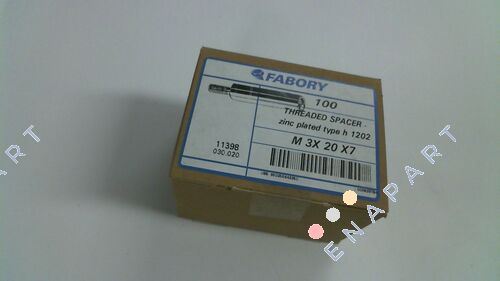 FABORY
100
THREADED SPACER -
zinc plated type h 1202
M 3X 20 X7
11398
030.020
ENAPART